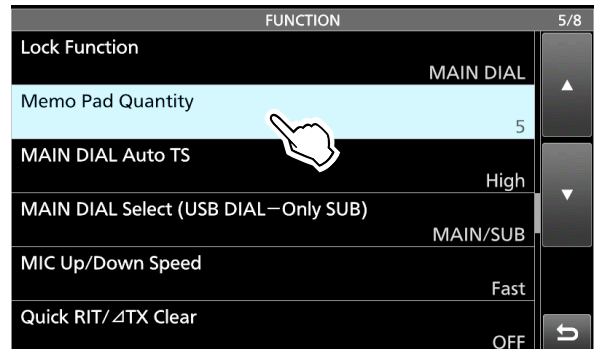 FUNCTION 5/8
Lock Function
MAIN DIAL
Memo Pad Quantity
5
MAIN DIAL Auto TS
High
MAIN DIAL Select (USB DIAL－Only SUB)
MAIN/SUB
MIC Up/Down Speed
Fast
Quick RIT/⊿TX Clear
OFF